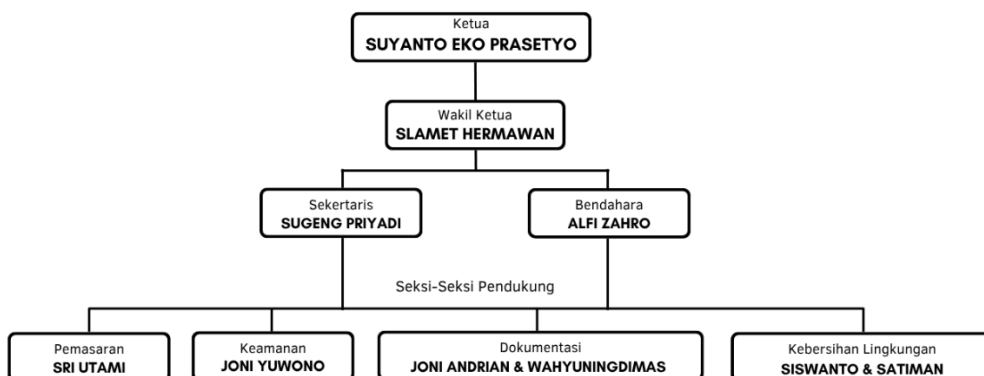 Ketua
SUYANTO EKO PRASETYO
Wakil Ketua
SLAMET HERMAWAN
Sekertaris
SUGENG PRIYADI
Bendahara
ALFI ZAHRO
Seksi-Seksi Pendukung
Pemasaran
SRI UTAMI
Keamanan
JONI YUWONO
Dokumentasi
JONI ANDRIAN & WAHYUNINGDIMAS
Kebersihan Lingkungan
SISWANTO & SATIMAN